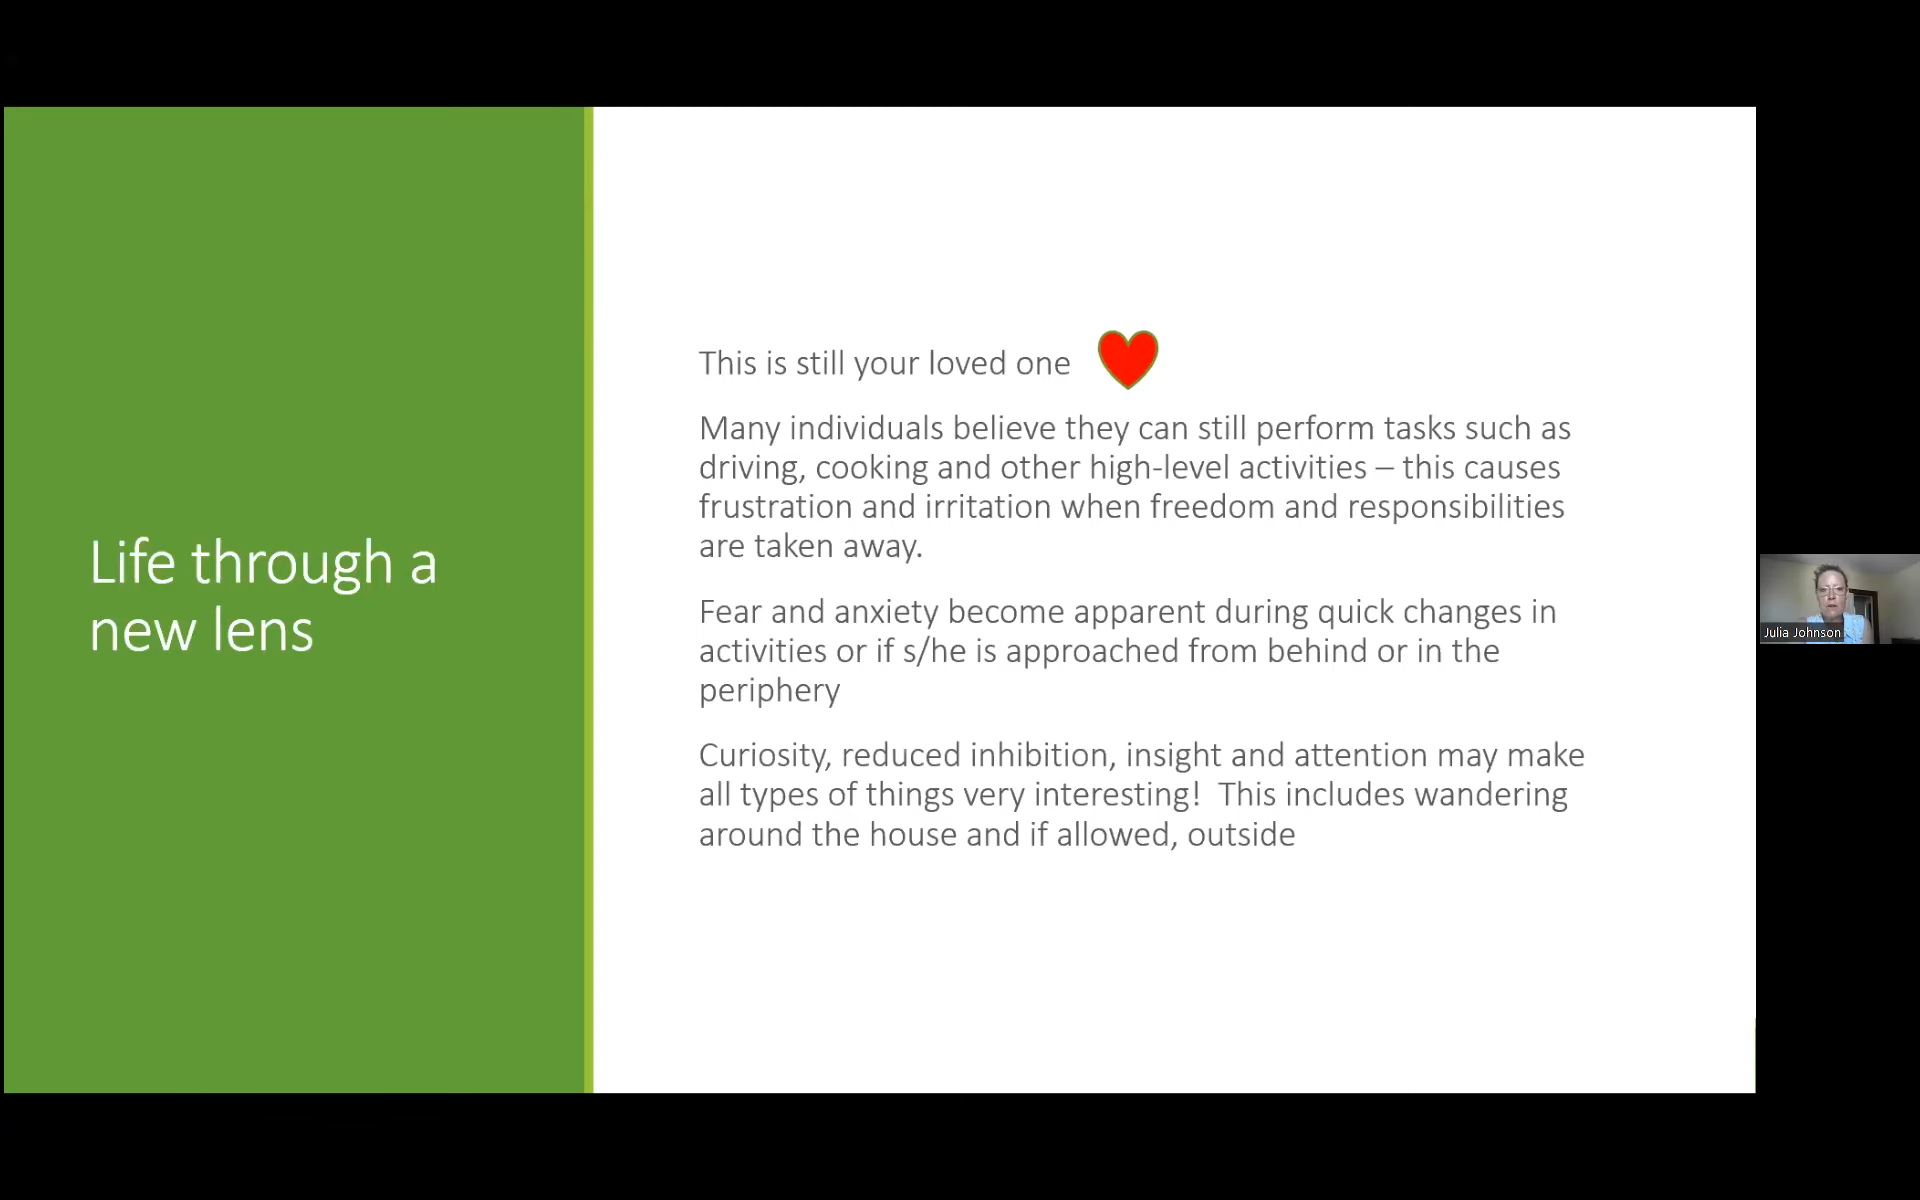 Life through a
new lens
This is still your loved one
Many individuals believe they can still perform tasks such as
driving, cooking and other high-level activities – this causes
frustration and irritation when freedom and responsibilities
are taken away.
Fear and anxiety become apparent during quick changes in
activities or if s/he is approached from behind or in the
periphery
Curiosity, reduced inhibition, insight and attention may make
all types of things very interesting!  This includes wandering
around the house and if allowed, outside
Julia Johnson